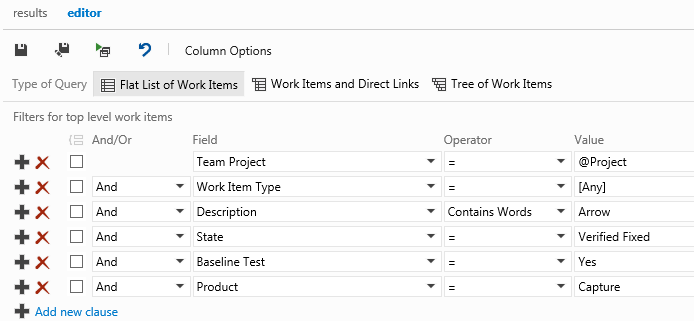 results editor
Column Options
Type of Query Flat List of Work Items Work Items and Direct Links Tree of Work Items
Filters for top level work items
And/Or Field Operator Value
Team Project = @Project
And Work Item Type = [Any]
And Description Contains Words Arrow
And State = Verified Fixed
And Baseline Test = Yes
And Product = Capture
Add new clause